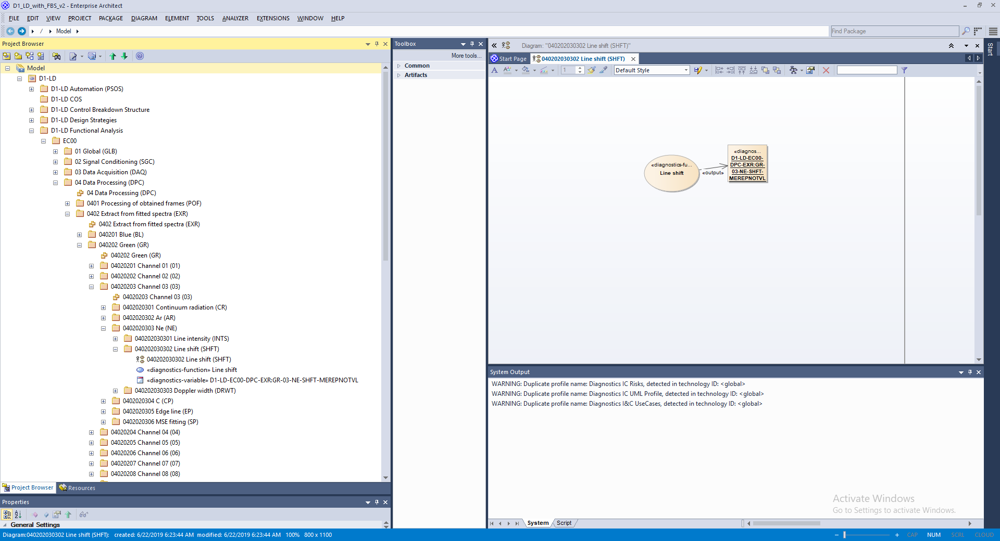 D1_LD_with_FBS_v2 - Enterprise Architect
FILE EDIT VIEW PROJECT PACKAGE DIAGRAM ELEMENT TOOLS ANALYZER EXTENSIONS WINDOW HELP
/ Model
Find Package
Project Browser
Model
D1-LD
D1-LD Automation (PSOS)
D1-LD COS
D1-LD Control Breakdown Structure
D1-LD Design Strategies
D1-LD Functional Analysis
EC00
01 Global (GLB)
02 Signal Conditioning (SGC)
03 Data Acquisition (DAQ)
04 Data Processing (DPC)
04 Data Processing (DPC)
0401 Processing of obtained frames (POF)
0402 Extract from fitted spectra (EXR)
0402 Extract from fitted spectra (EXR)
040201 Blue (BL)
040202 Green (GR)
040202 Green (GR)
04020201 Channel 01 (01)
04020202 Channel 02 (02)
04020203 Channel 03 (03)
04020203 Channel 03 (03)
0402020301 Continuum radiation (CR)
0402020302 Ar (AR)
0402020303 Ne (NE)
040202030301 Line intensity (INTS)
040202030302 Line shift (SHFT)
040202030302 Line shift (SHFT)
«diagnostics-function» Line shift
«diagnostics-variable» D1-LD-EC00-DPC-EXR:GR-03-NE-SHFT-MEREPNOTVL
040202030303 Doppler width (DRWT)
0402020304 C (CP)
0402020305 Edge line (EP)
0402020306 MSE fitting (SP)
04020204 Channel 04 (04)
04020205 Channel 05 (05)
04020206 Channel 06 (06)
04020207 Channel 07 (07)
04020208 Channel 08 (08)
Project Browser Resources
Properties
General Settings
Toolbox
More tools...
Common
Artifacts
Diagram: "040202030302 Line shift (SHFT)"
Start Page 040202030302 Line shift (SHFT)
1 Default Style
«diagnostics-fu...
Line shift
«output»
«diagnos...
D1-LD-EC00-
DPC-EXR:GR-
03-NE-SHFT-
MEREPNOTVL
Start
System Output
WARNING: Duplicate profile name: Diagnostics IC Risks, detected in technology ID: <global>
WARNING: Duplicate profile name: Diagnostics IC UML Profile, detected in technology ID: <global>
WARNING: Duplicate profile name: Diagnostics I&C UseCases, detected in technology ID: <global>
Activate Windows
Go to Settings to activate Windows.
System Script
Diagram:040202030302 Line shift (SHFT): created: 6/22/2019 6:23:44 AM modified: 6/22/2019 6:23:44 AM 100% 800 x 1100
CAP NUM SCRL CLOUD